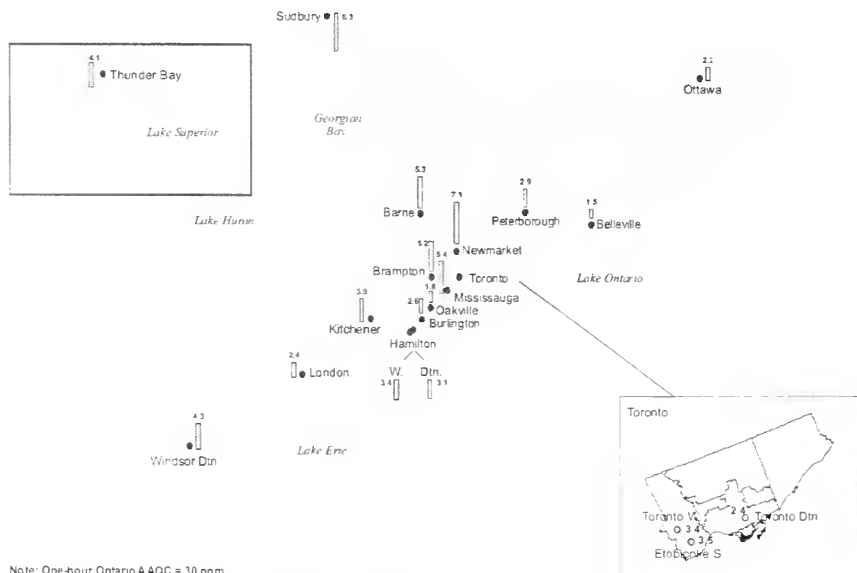 Sudbury
5.3
4.1
Thunder Bay
2.2
Ottawa
Georgian
Bay
Lake Superior
5.3
Barrie
7.1
2.9
Peterborough
1.5
Belleville
Lake Huron
Newmarket
5.2
5.4
Brampton
Toronto
Lake Ontario
1.8
Mississauga
3.9
2.6
Oakville
Kitchener
Burlington
Hamilton
2.4
London
W.
Dtn.
3.4
3.1
4.3
Windsor Dtn
Lake Erie
Toronto
2.4
Toronto W
Toronto Dtn
3.4
3.5
Etobicoke S
Note: One-hour Ontario AAQC = 30 ppm